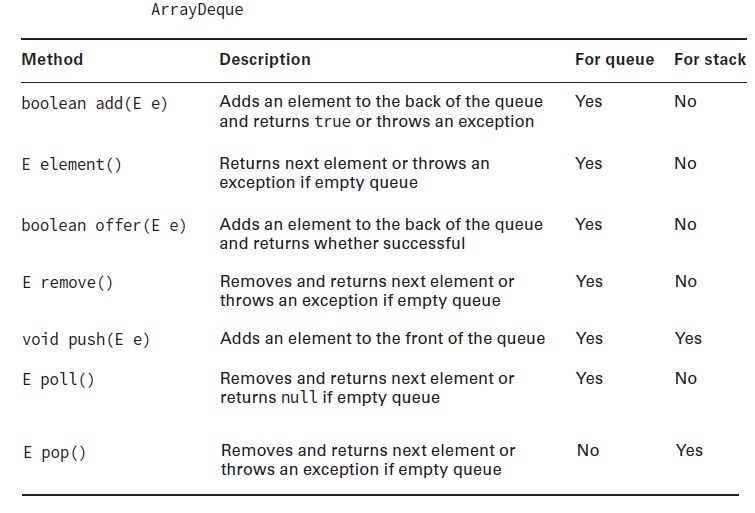 ArrayDeque
Method Description For queue For stack
boolean add(E e) Adds an element to the back of the queue Yes No
and returns true or throws an exception
E element() Returns next element or throws an Yes No
exception if empty queue
boolean offer(E e) Adds an element to the back of the queue Yes No
and returns whether successful
E remove() Removes and returns next element or Yes No
throws an exception if empty queue
void push(E e) Adds an element to the front of the queue Yes Yes
E poll() Removes and returns next element or Yes No
returns null if empty queue
E pop() Removes and returns next element or No Yes
throws an exception if empty queue